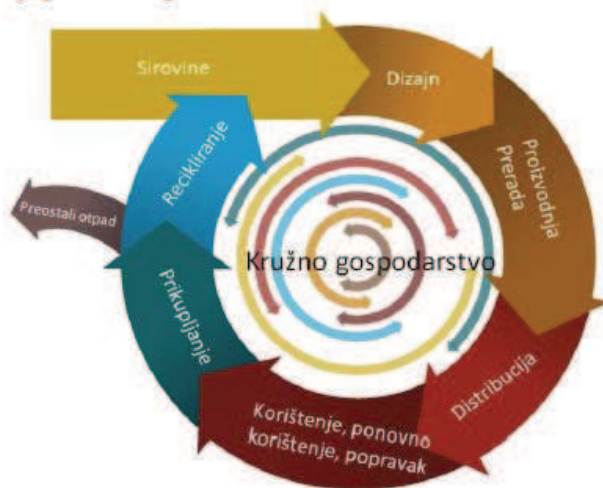 Sirovine
Dizajn
Proizvodnja
Prerada
Distribucija
Korištenje, ponovno
korištenje, popravak
Prikupljanje
Recikliranje
Preostali otpad
Kružno gospodarstvo